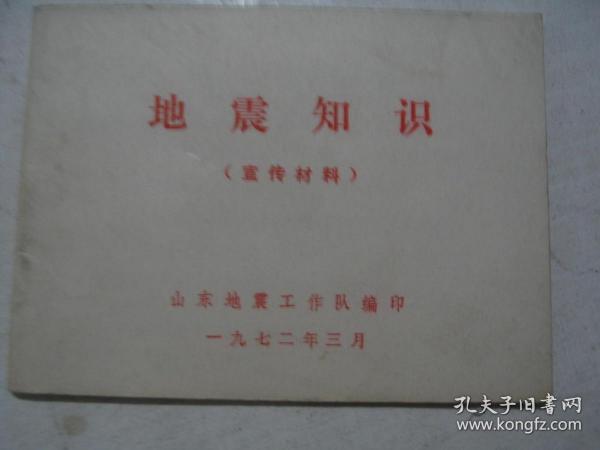 地震知识
（宣传材料）
山东地震工作队编印
一九七二年三月
孔夫子旧书网
www.kongfz.com